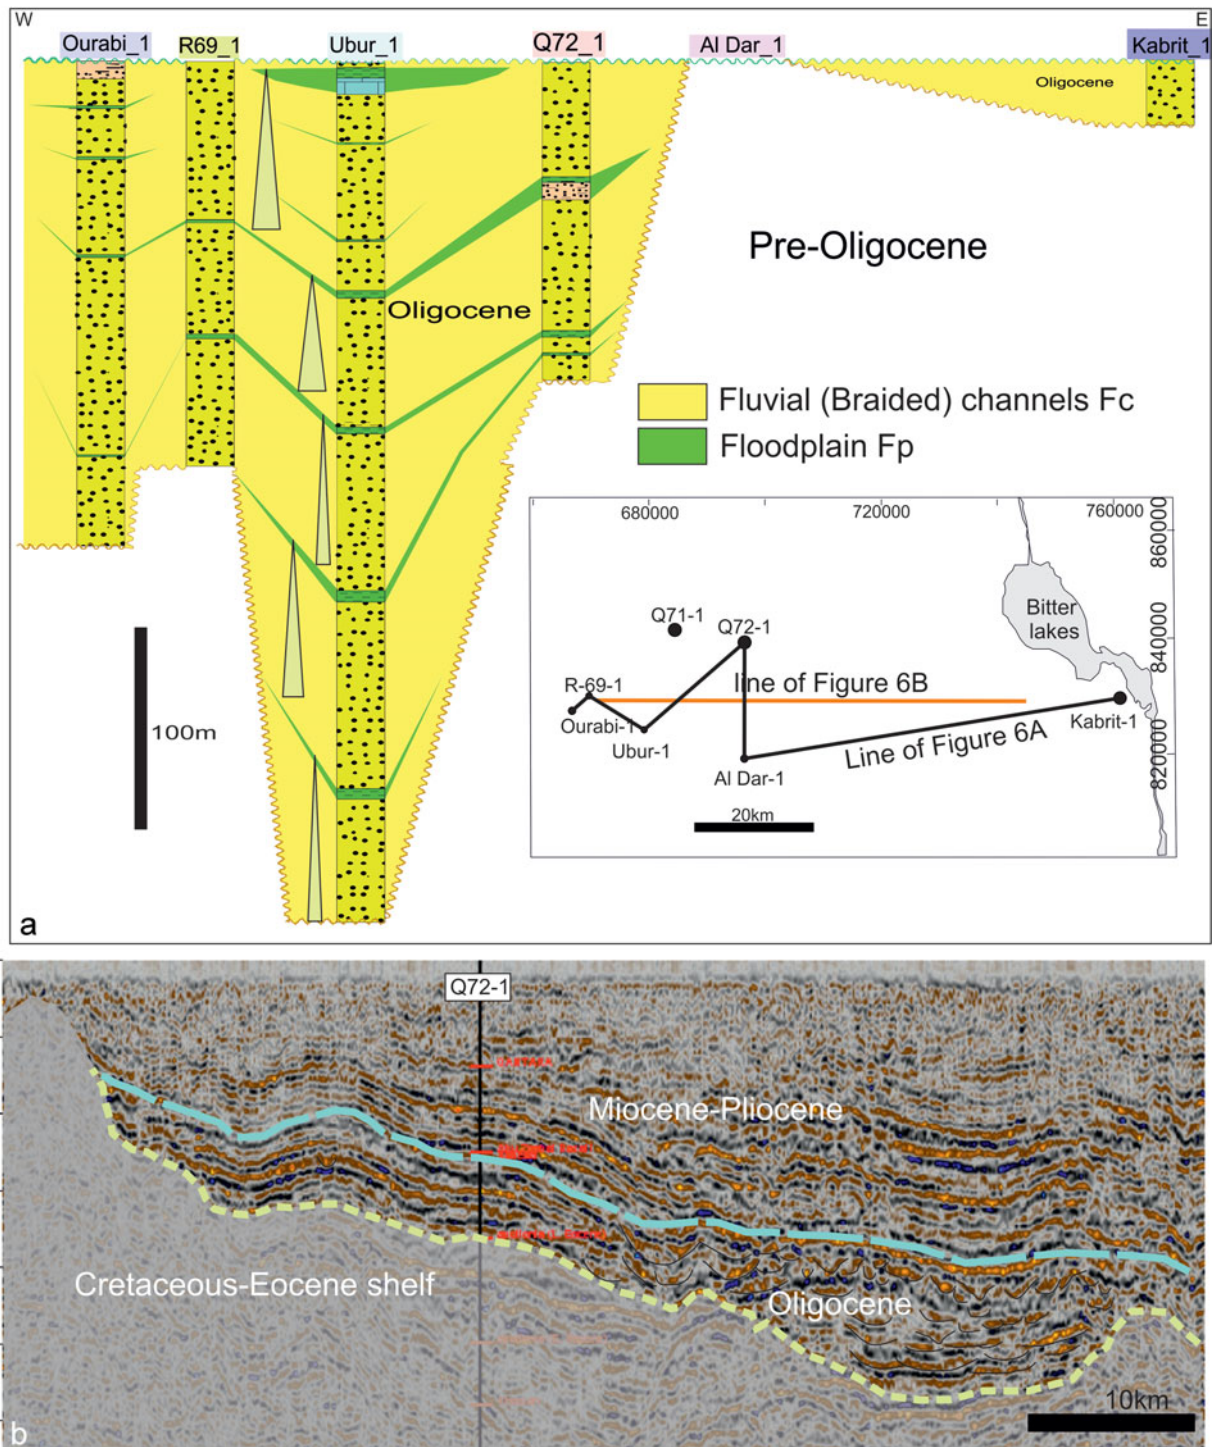 W
E
Ourabi_1
R69_1
Ubur_1
Q72_1
Al Dar_1
Kabrit_1
Oligocene
Pre-Oligocene
Oligocene
Fluvial (Braided) channels Fc
Floodplain Fp
100m
680000
720000
760000
860000
840000
820000
Bitter
lakes
Q71-1
Q72-1
R-69-1
line of Figure 6B
Ourabi-1
Ubur-1
Kabrit-1
Line of Figure 6A
Al Dar-1
20km
a
Q72-1
Miocene-Pliocene
Cretaceous-Eocene shelf
Oligocene
10km
b